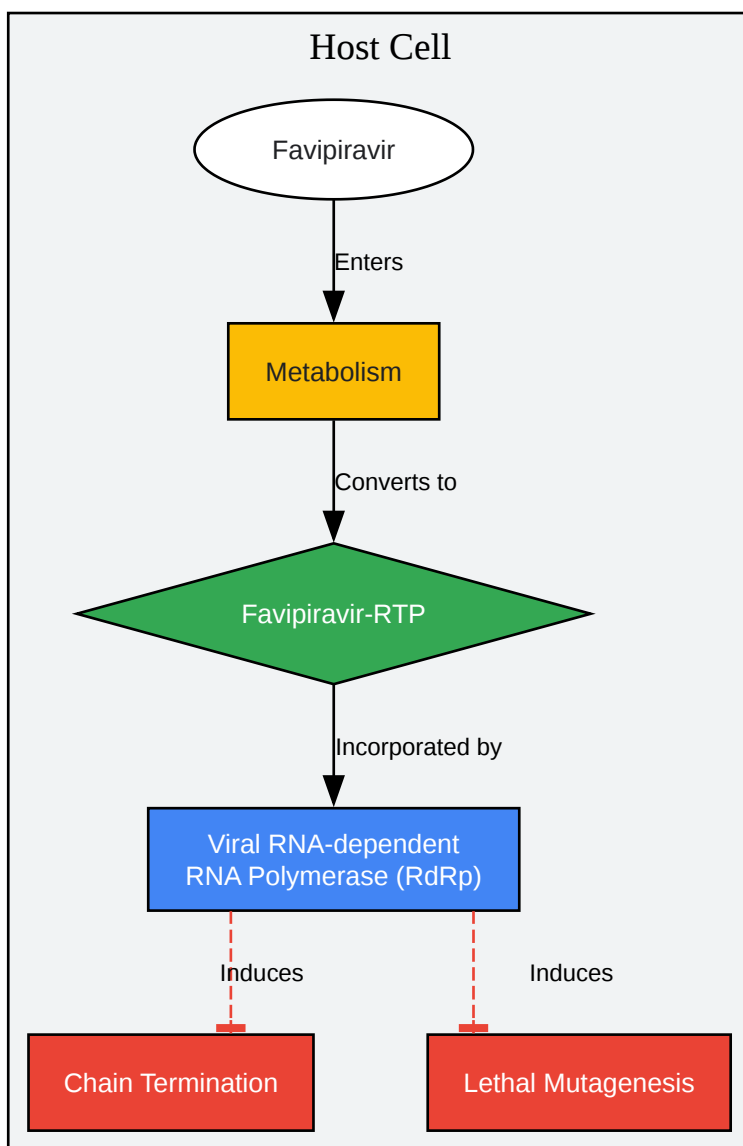 Host Cell
Favipiravir
Enters
Metabolism
Converts to
Favipiravir-RTP
Incorporated by
Viral RNA-dependent
RNA Polymerase (RdRp)
Induces
Induces
Chain Termination
Lethal Mutagenesis